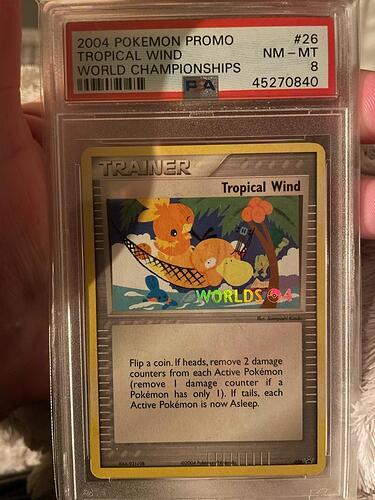 2004 POKEMON PROMO #26
TROPICAL WIND NM - MT
WORLD CHAMPIONSHIPS 8
PSA 45270840
TRAINER
Tropical Wind
WORLDS 04
Flip a coin. If heads, remove 2 damage
counters from each Active Pokémon
(remove 1 damage counter if a
Pokémon has only 1). If tails, each
Active Pokémon is now Asleep.
©2004 Pokémon